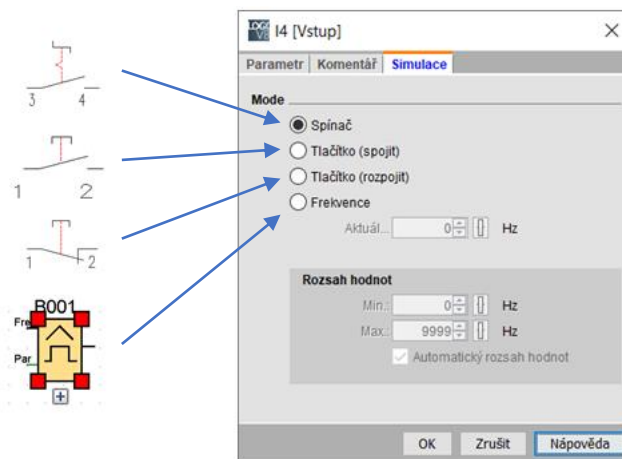 I4 [Vstup]
Parametr Komentář Simulace
Mode
Spínač
Tlačítko (spojit)
Tlačítko (rozpojit)
Frekvence
Aktuál... 0 Hz
Rozsah hodnot
Min.: 0 Hz
Max.: 9999 Hz
Automatický rozsah hodnot
OK Zrušit Nápověda
3 4
1 2
1 2
B001
Fre
Par